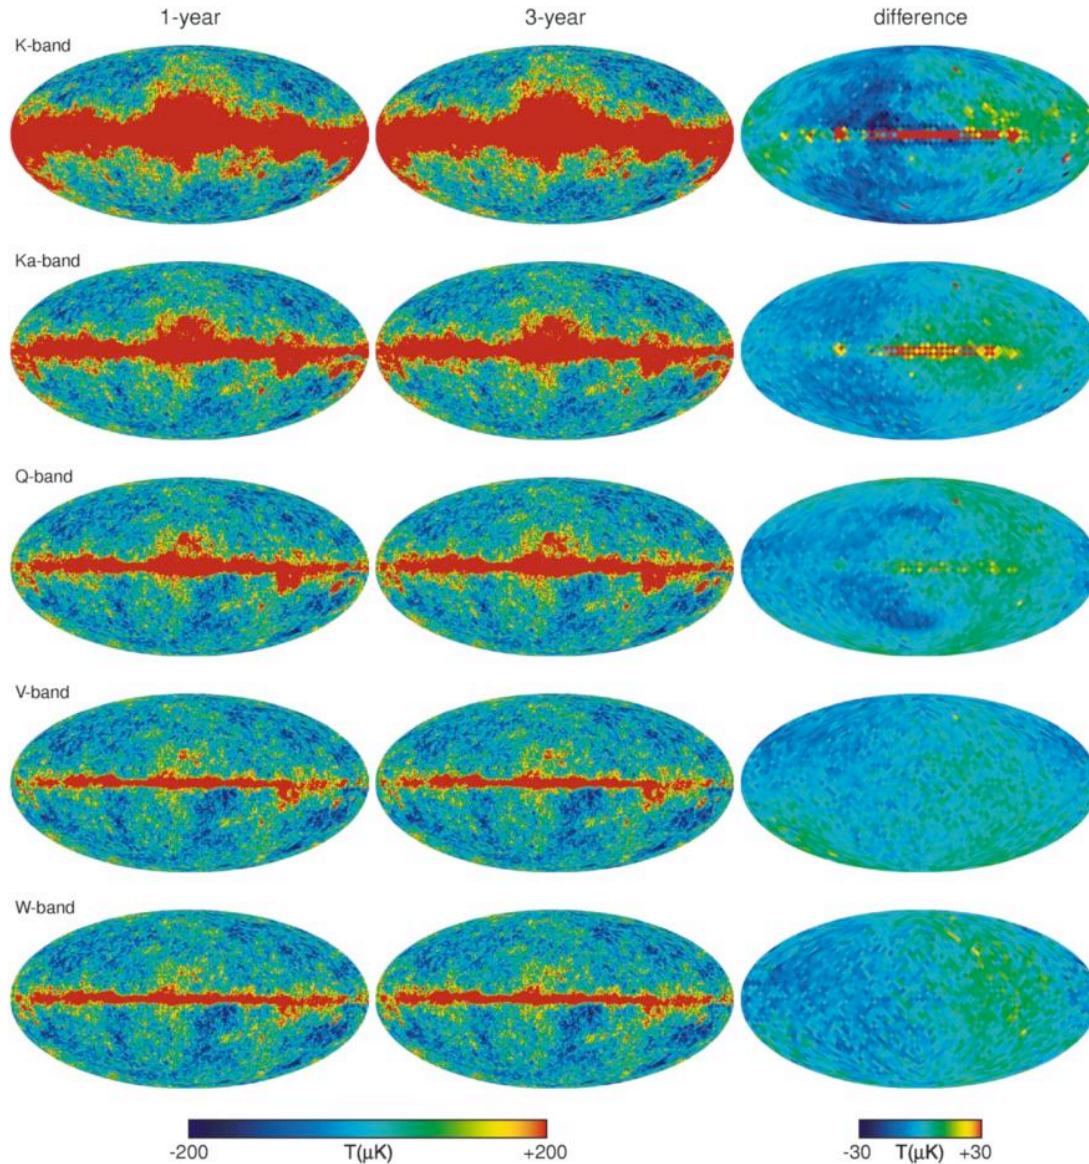 1-year 3-year difference
K-band
Ka-band
Q-band
V-band
W-band
-200 T(μK) +200 -30 T(μK) +30